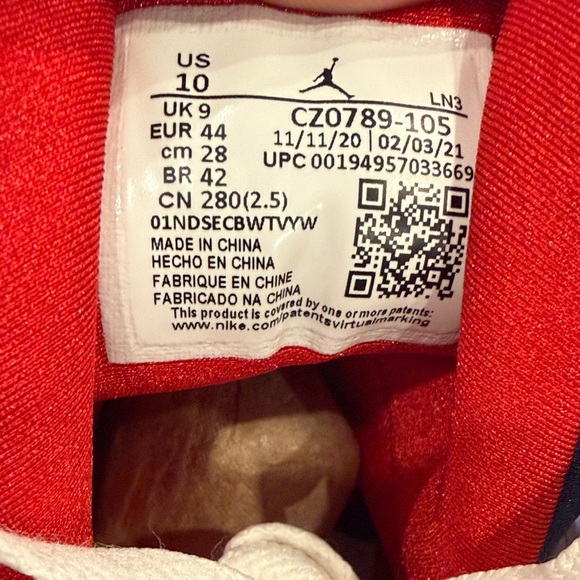 US
10
LN3
UK 9
EUR 44
cm 28
BR 42
CN 280(2.5)
CZ0789-105
11/11/20 | 02/03/21
UPC 00194957033669
01NDSECBWTVYW
MADE IN CHINA
HECHO EN CHINA
FABRIQUE EN CHINE
FABRICADO NA CHINA
This product is covered by one or more patents:
www.nike.com/patentsvirtualmarking